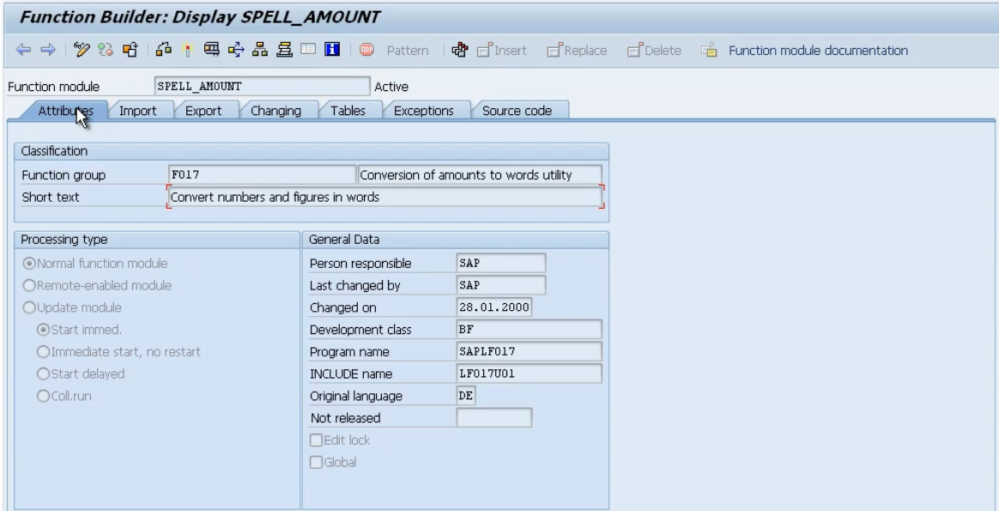 Function Builder: Display SPELL_AMOUNT
Pattern Insert Replace Delete Function module documentation
Function module SPELL_AMOUNT Active
Attributes Import Export Changing Tables Exceptions Source code
Classification
Function group F017 Conversion of amounts to words utility
Short text Convert numbers and figures in words
Processing type
Normal function module
Remote-enabled module
Update module
Start immed.
Immediate start, no restart
Start delayed
Coll.run
General Data
Person responsible SAP
Last changed by SAP
Changed on 28.01.2000
Development class BF
Program name SAPLF017
INCLUDE name LF017U01
Original language DE
Not released
Edit lock
Global